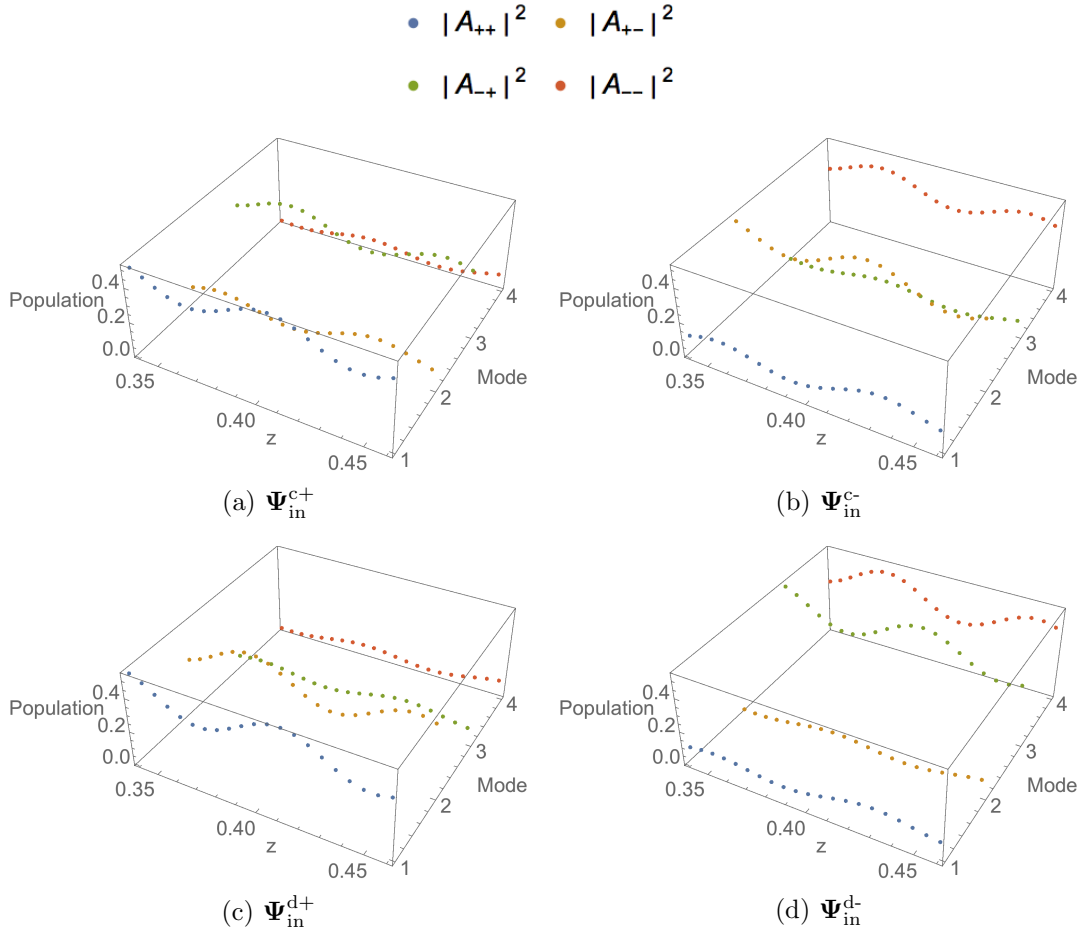 |A₊₊|² |A₊₋|²
|A₋₊|² |A₋₋|²
0.4
Population
0.2
0.0
0.35
0.40
z
0.45
1
2
Mode
3
4
0.4
Population
0.2
0.0
0.35
0.40
z
0.45
1
2
Mode
3
4
(a) Ψ_in^c+
(b) Ψ_in^c-
0.4
Population
0.2
0.0
0.35
0.40
z
0.45
1
2
Mode
3
4
0.4
Population
0.2
0.0
0.35
0.40
z
0.45
1
2
Mode
3
4
(c) Ψ_in^d+
(d) Ψ_in^d-